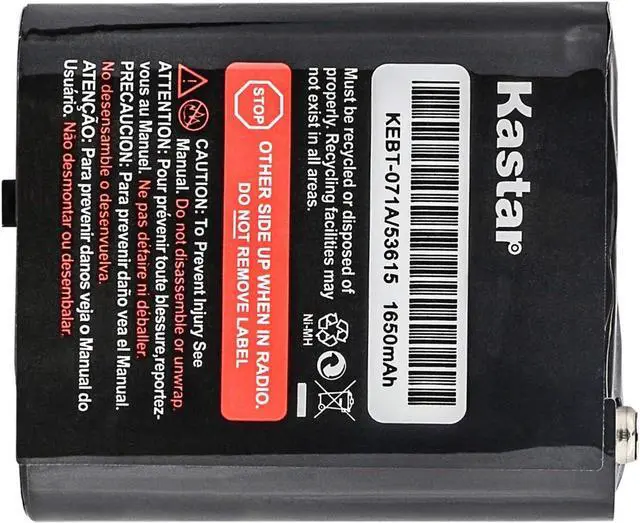 Kastar
KEBT-071A/53615 1650mAh
Must be recycled or disposed of
properly. Recycling facilities may
not exist in all areas.
Ni-MH
STOP
OTHER SIDE UP WHEN IN RADIO.
DO NOT REMOVE LABEL
CAUTION: To Prevent Injury See
Manual. Do not disassemble or unwrap.
ATTENTION: Pour prévenir toute blessure,reportez-
vous au Manuel. Ne pas défaire ni déballer.
PRECAUCION: Para prevenir daño vea el Manual.
No desensamble o desenvuelva.
ATENÇÃO: Para prevenir danos veja o Manual do
Usuário. Não desmontar ou desembalar.